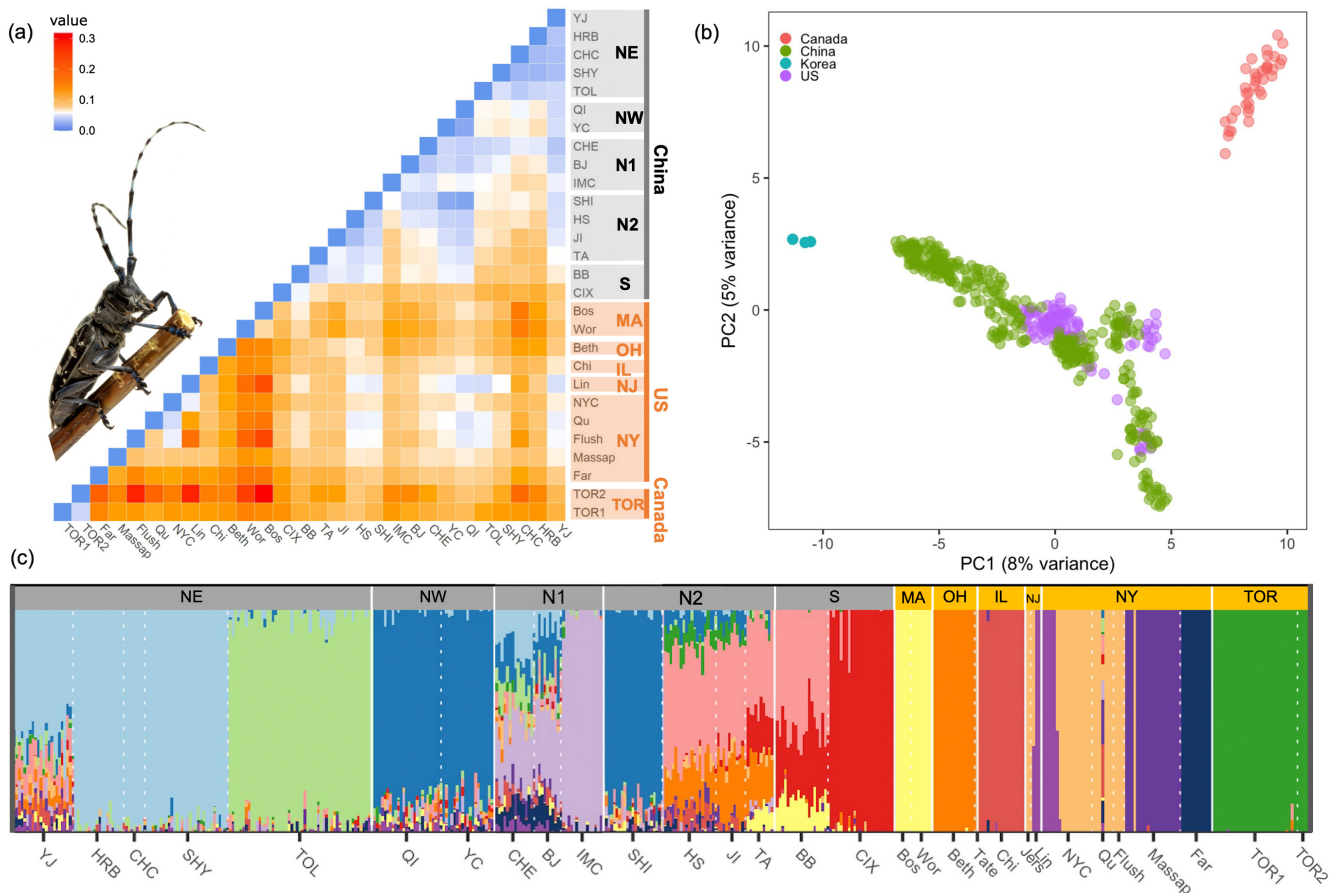 (a)
value
0.3
0.2
0.1
0.0
YJ
HRB
CHC
SHY
TOL
NE
QI
YC
NW
CHE
BJ
IMC
N1
SHI
HS
JI
TA
N2
BB
CIX
S
China
Bos
Wor
MA
Beth
OH
Chi
IL
Lin
NJ
NYC
Qu
Flush
Massap
Far
NY
US
TOR2
TOR1
TOR
Canada
TOR1 TOR2 Far Massap Flush Qu NYC Lin Chi Beth Wor Bos CIX BB TA JI HS SHI IMC BJ CHE YC QI TOL SHY CHC HRB YJ
(b)
Canada
China
Korea
US
10
5
0
-5
PC2 (5% variance)
-10 -5 0 5 10
PC1 (8% variance)
(c)
NE NW N1 N2 S MA OH IL NJ NY TOR
YJ HRB CHC SHY TOL QI YC CHE BJ IMC SHI HS JI TA BB CIX Bos Wor Beth Tate Chi Jers Lin NYC Qu Flush Massap Far TOR1 TOR2